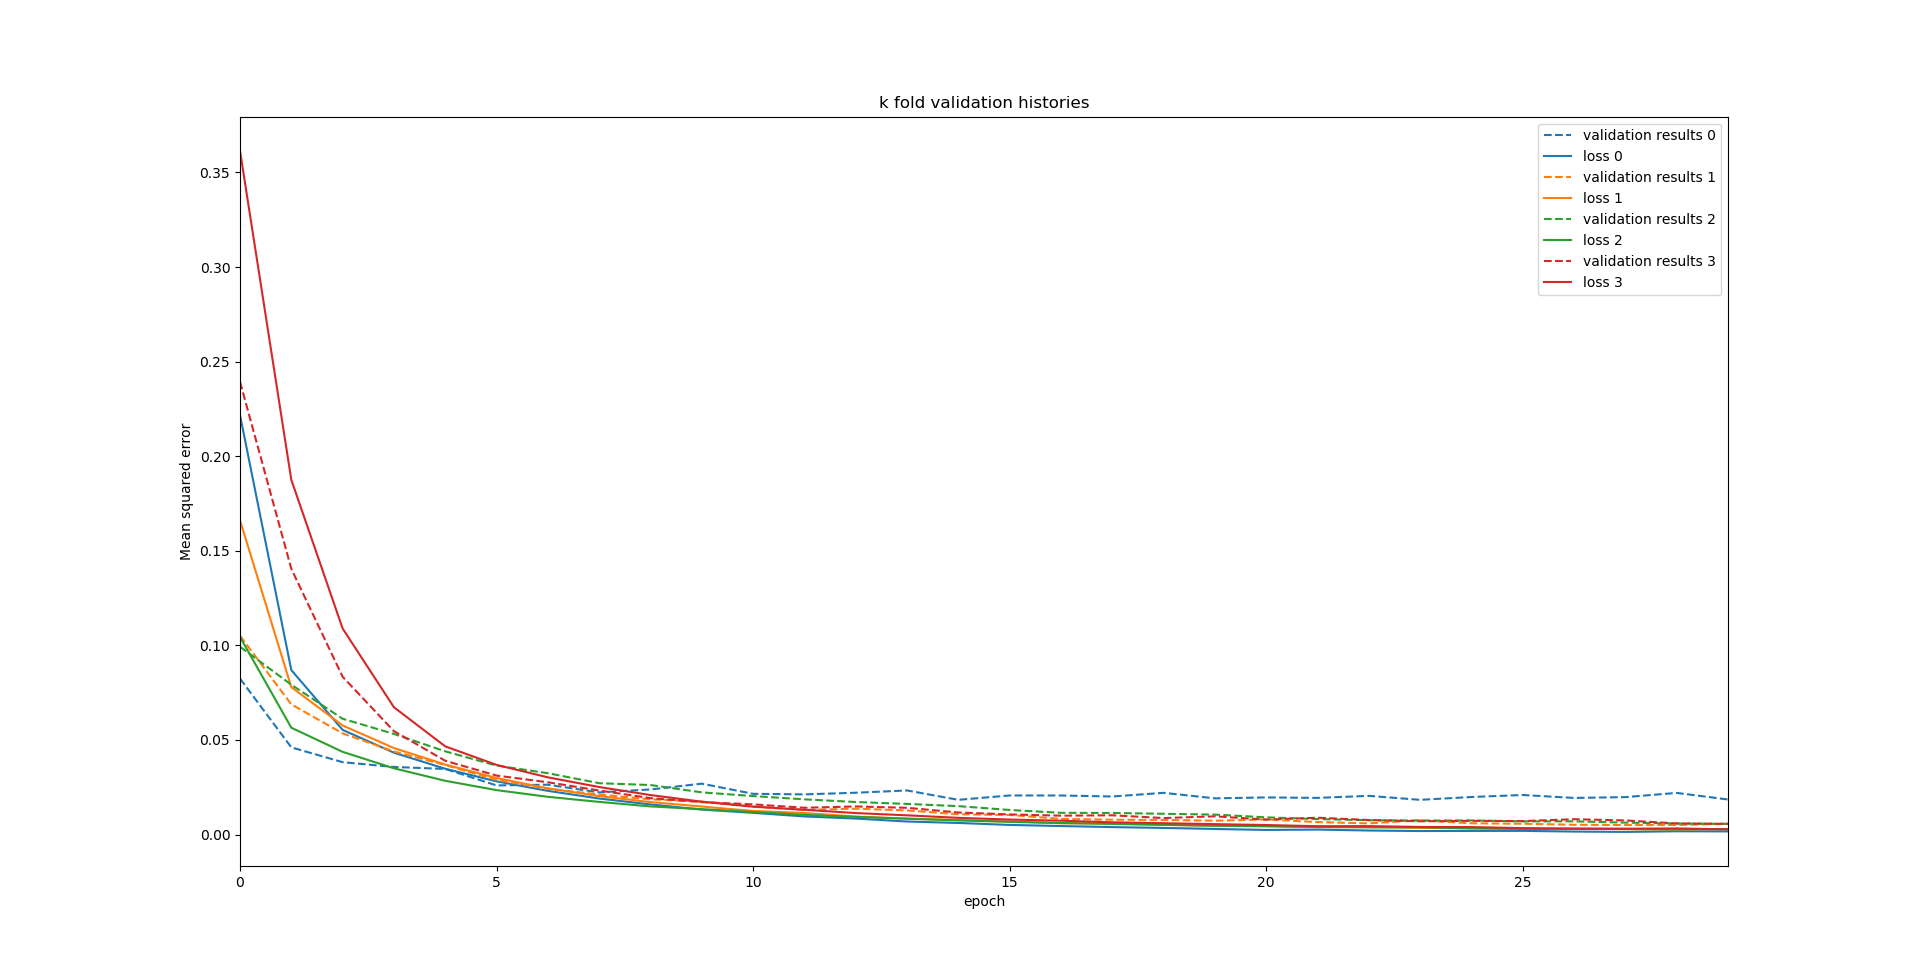 k fold validation histories
validation results 0
loss 0
validation results 1
loss 1
validation results 2
loss 2
validation results 3
loss 3
Mean squared error
0.35
0.30
0.25
0.20
0.15
0.10
0.05
0.00
0 5 10 15 20 25
epoch